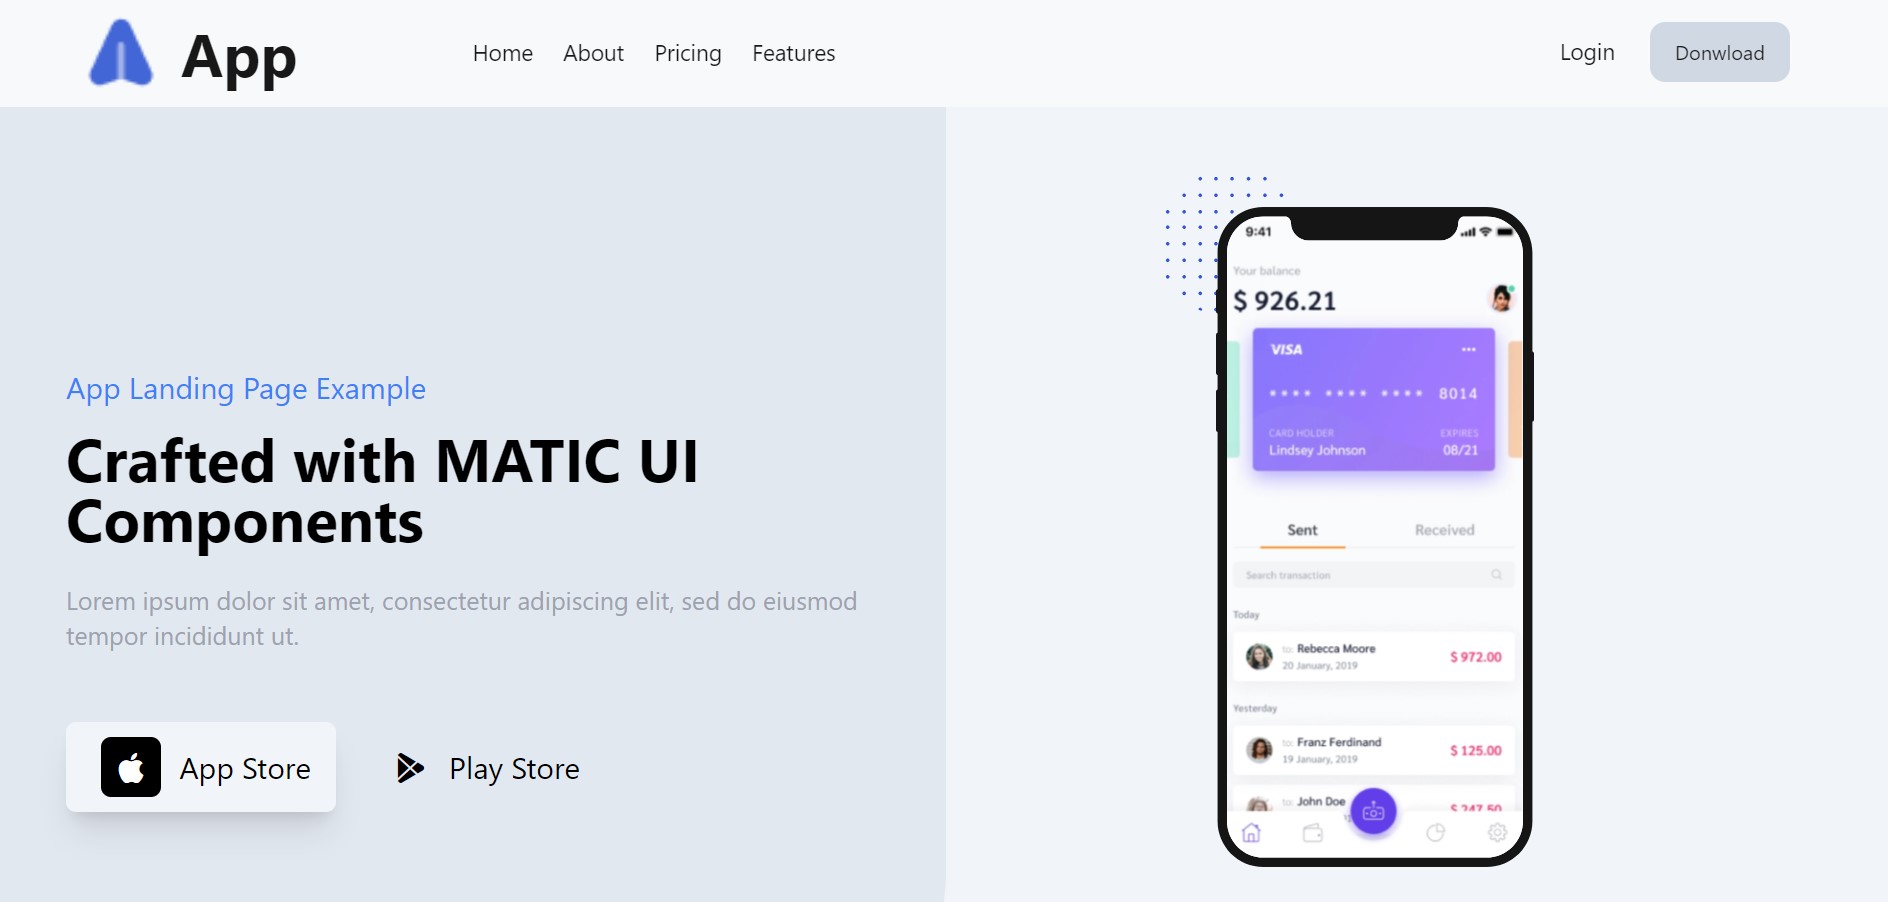 App
Home
About
Pricing
Features
Login
Donwload
App Landing Page Example
Crafted with MATIC UI
Components
Lorem ipsum dolor sit amet, consectetur adipiscing elit, sed do eiusmod
tempor incididunt ut.
App Store
Play Store
9:41
Your balance
$ 926.21
VISA
8014
CARD HOLDER
EXPIRES
Lindsey Johnson
08/21
Sent
Received
Search transaction
Today
to: Rebecca Moore
20 January, 2019
$ 972.00
Yesterday
to: Franz Ferdinand
19 January, 2019
$ 125.00
to: John Doe
$ 247.50